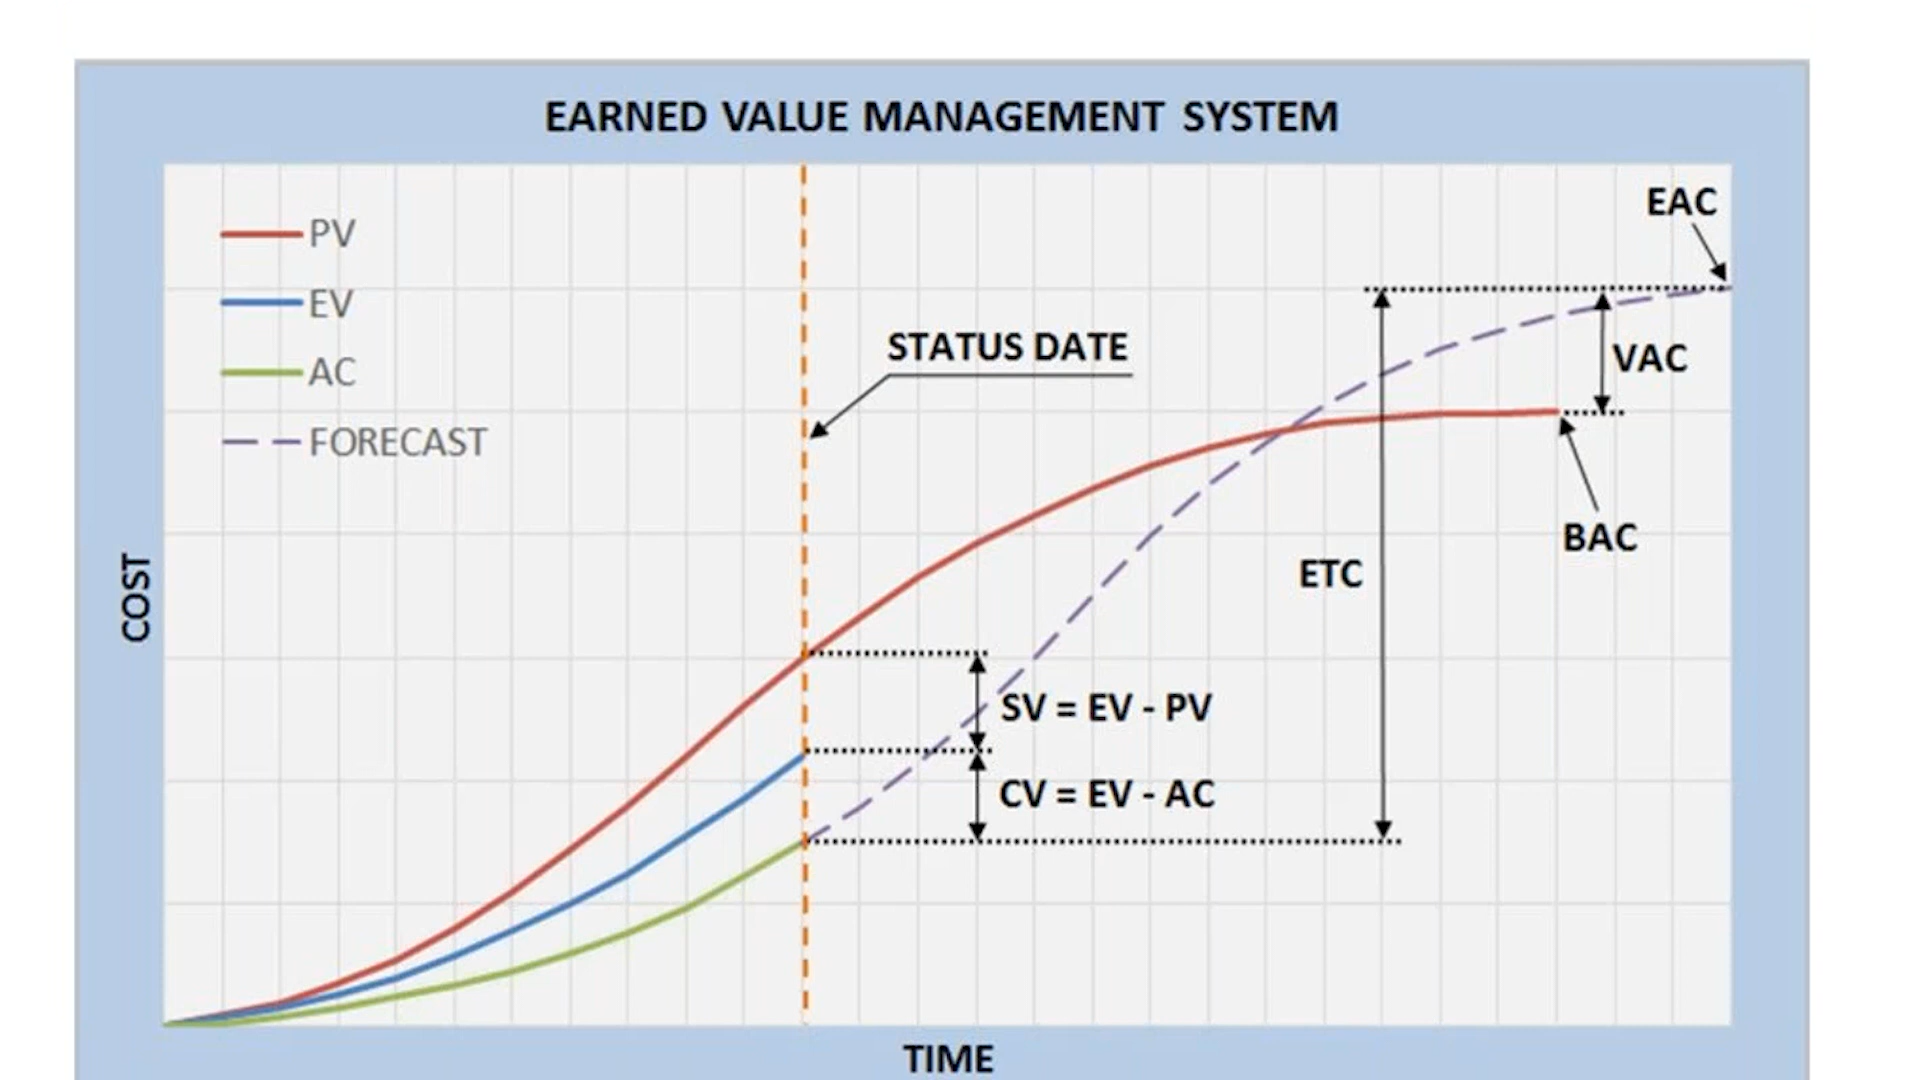 EARNED VALUE MANAGEMENT SYSTEM
PV
EV
AC
FORECAST
STATUS DATE
EAC
VAC
BAC
ETC
SV = EV - PV
CV = EV - AC
COST
TIME